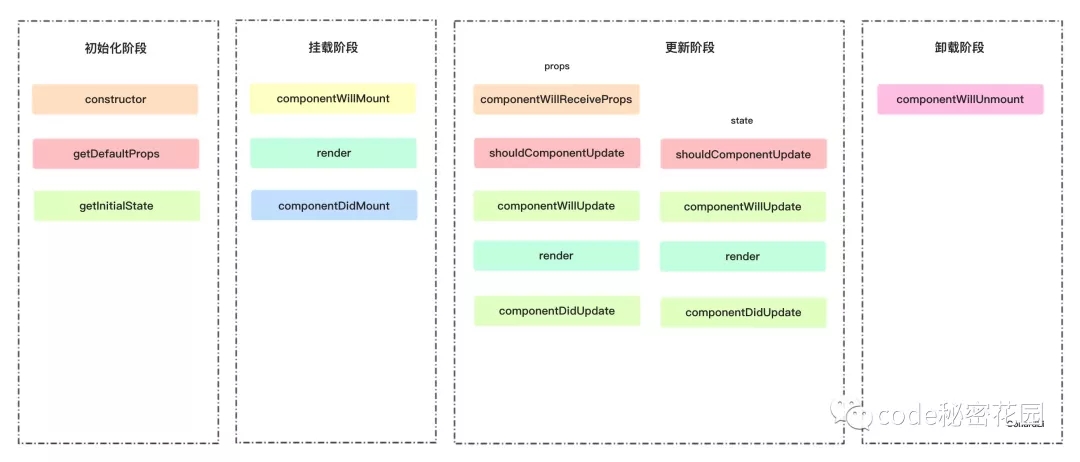 初始化阶段
constructor
getDefaultProps
getInitialState
挂载阶段
componentWillMount
render
componentDidMount
更新阶段
props
componentWillReceiveProps
shouldComponentUpdate
componentWillUpdate
render
componentDidUpdate
state
shouldComponentUpdate
componentWillUpdate
render
componentDidUpdate
卸载阶段
componentWillUnmount
code秘密花园